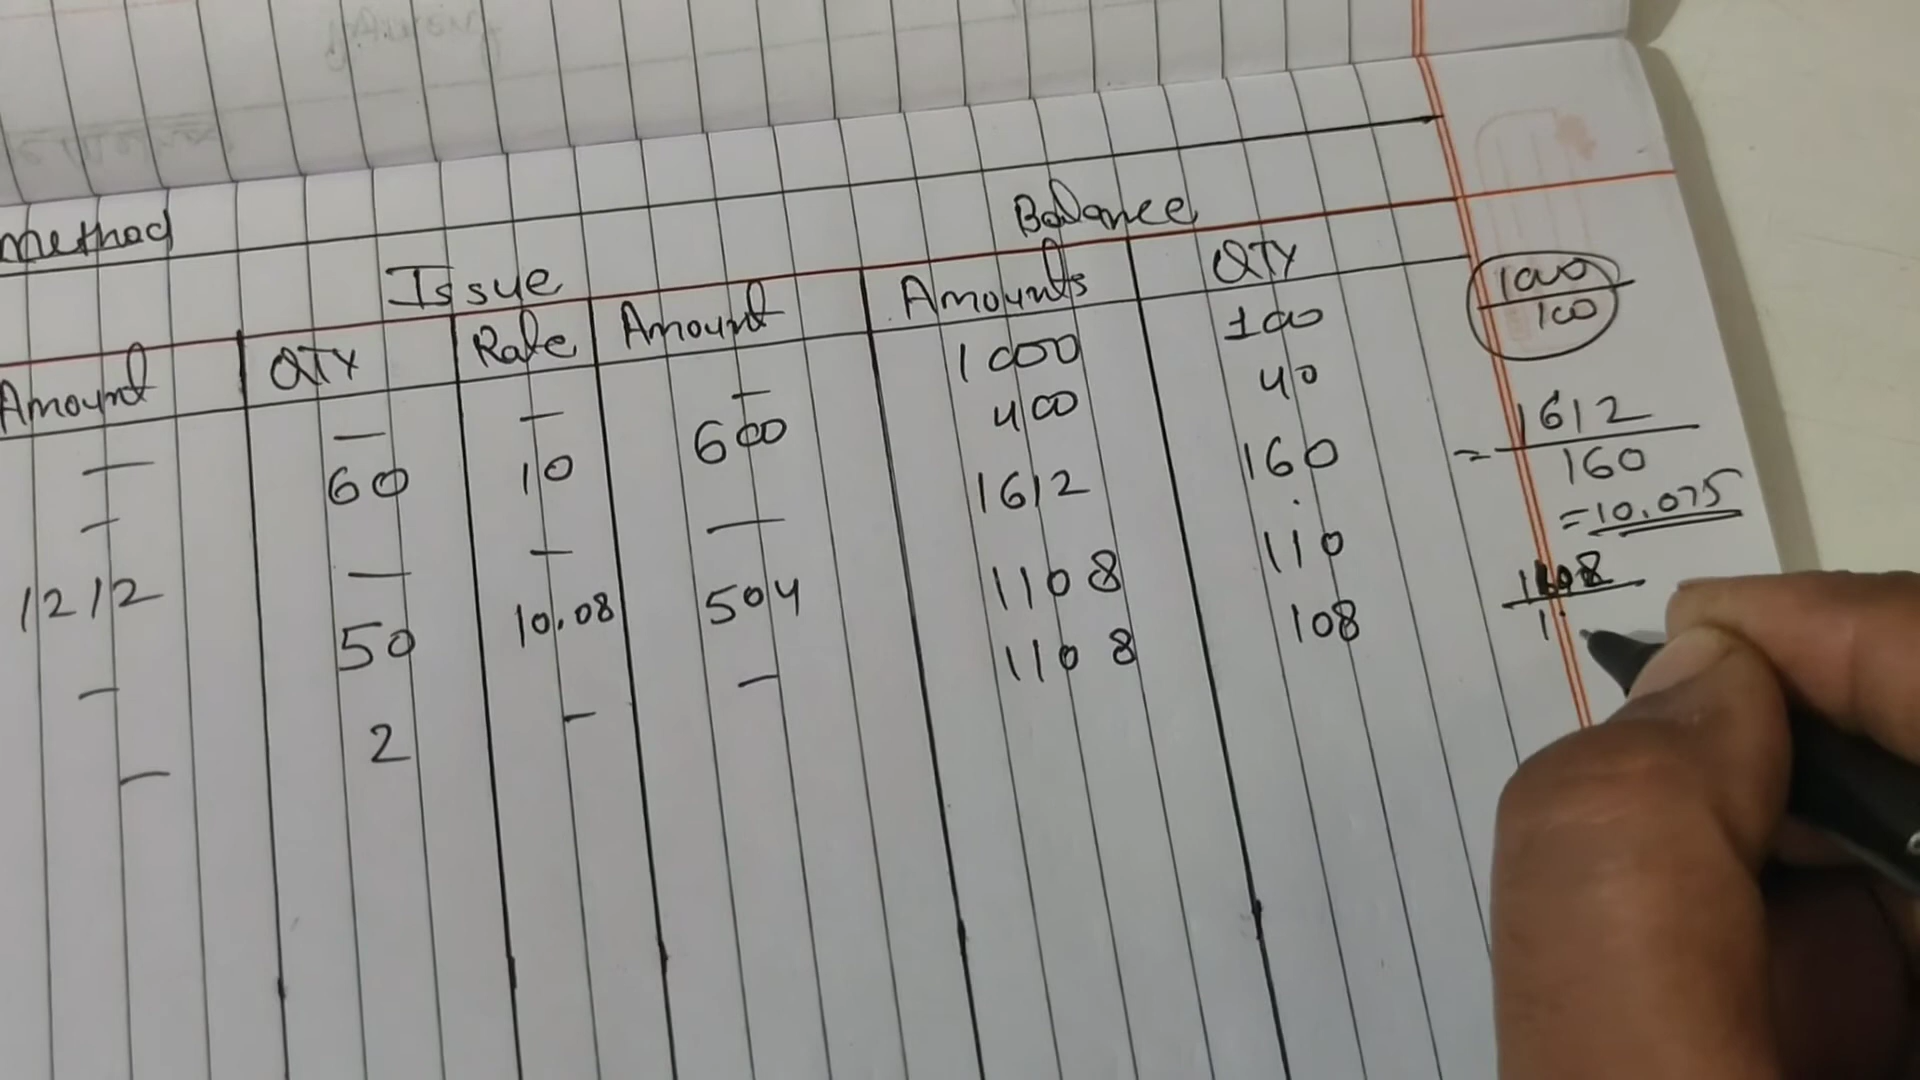 Method
Issue Balance
Amount QTY Rate Amount Amounts QTY
— — — — 1000 100 1000
100
— 60 10 600 400 40
1212 — — — 1612 160 = 1612
160
= 10.075
— 50 10.08 504 1108 110 1108
— 2 — — 1108 108